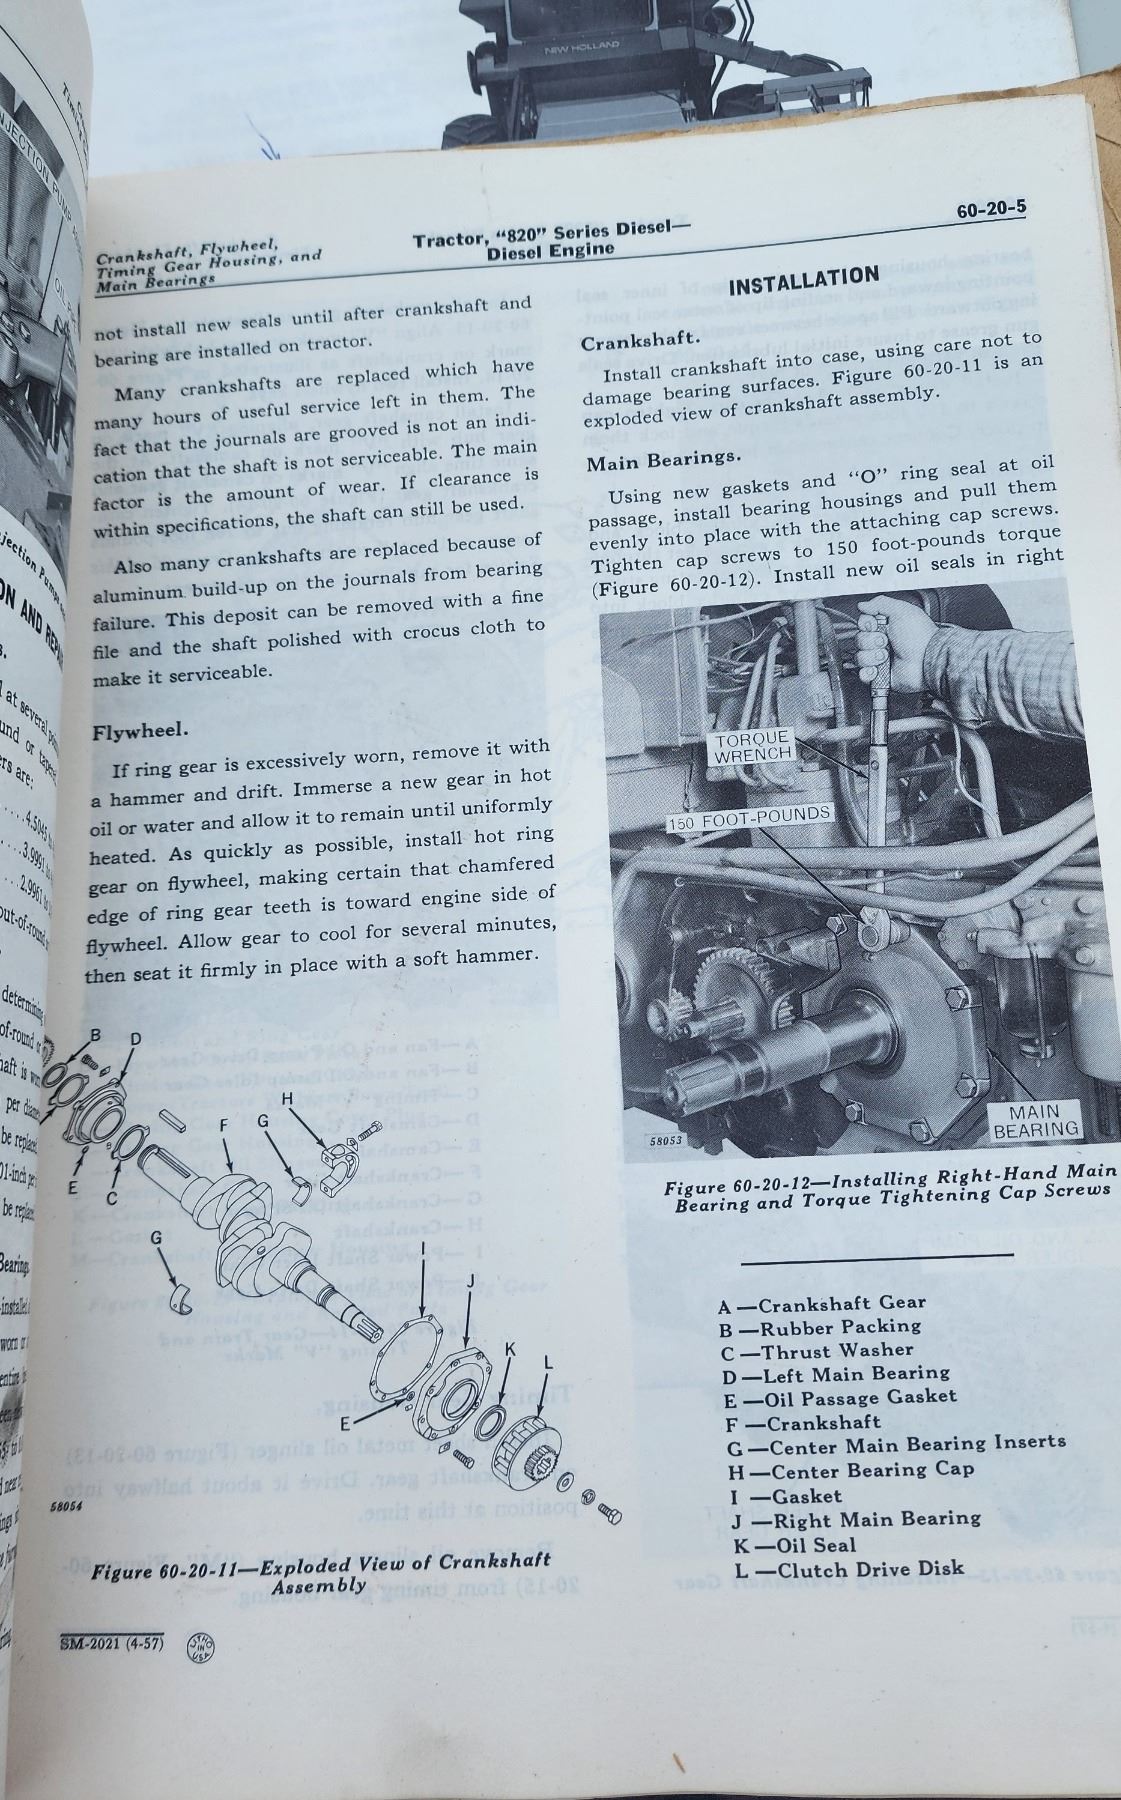 NEW HOLLAND
INJECTION PUMP
OIL
60-20-5
Crankshaft, Flywheel,
Timing Gear Housing, and
Main Bearings
Tractor, “820” Series Diesel—
Diesel Engine
not install new seals until after crankshaft and
bearing are installed on tractor.
Many crankshafts are replaced which have
many hours of useful service left in them. The
fact that the journals are grooved is not an indi-
cation that the shaft is not serviceable. The main
factor is the amount of wear. If clearance is
within specifications, the shaft can still be used.
Also many crankshafts are replaced because of
aluminum build-up on the journals from bearing
failure. This deposit can be removed with a fine
file and the shaft polished with crocus cloth to
make it serviceable.
Flywheel.
If ring gear is excessively worn, remove it with
a hammer and drift. Immerse a new gear in hot
oil or water and allow it to remain until uniformly
heated. As quickly as possible, install hot ring
gear on flywheel, making certain that chamfered
edge of ring gear teeth is toward engine side of
flywheel. Allow gear to cool for several minutes,
then seat it firmly in place with a soft hammer.
B
D
H
F
G
E
C
G
I
J
K
L
E
58054
Figure 60-20-11—Exploded View of Crankshaft
Assembly
SM-2021 (4-57)
LITHO
IN
USA
INSTALLATION
Crankshaft.
Install crankshaft into case, using care not to
damage bearing surfaces. Figure 60-20-11 is an
exploded view of crankshaft assembly.
Main Bearings.
Using new gaskets and “O” ring seal at oil
passage, install bearing housings and pull them
evenly into place with the attaching cap screws.
Tighten cap screws to 150 foot-pounds torque
(Figure 60-20-12). Install new oil seals in right
TORQUE
WRENCH
150 FOOT-POUNDS
MAIN
BEARING
58053
Figure 60-20-12—Installing Right-Hand Main
Bearing and Torque Tightening Cap Screws
A—Crankshaft Gear
B—Rubber Packing
C—Thrust Washer
D—Left Main Bearing
E—Oil Passage Gasket
F—Crankshaft
G—Center Main Bearing Inserts
H—Center Bearing Cap
I—Gasket
J—Right Main Bearing
K—Oil Seal
L—Clutch Drive Disk